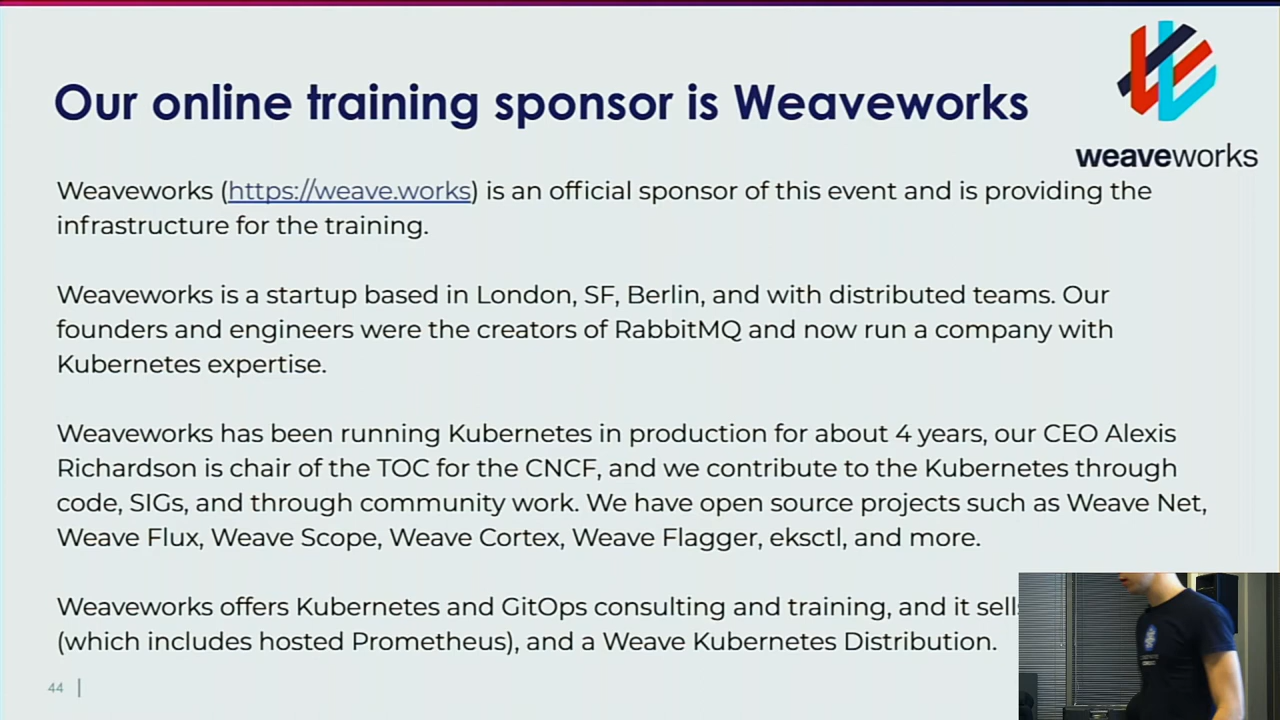 Our online training sponsor is Weaveworks
weaveworks
Weaveworks (https://weave.works) is an official sponsor of this event and is providing the
infrastructure for the training.
Weaveworks is a startup based in London, SF, Berlin, and with distributed teams. Our
founders and engineers were the creators of RabbitMQ and now run a company with
Kubernetes expertise.
Weaveworks has been running Kubernetes in production for about 4 years, our CEO Alexis
Richardson is chair of the TOC for the CNCF, and we contribute to the Kubernetes through
code, SIGs, and through community work. We have open source projects such as Weave Net,
Weave Flux, Weave Scope, Weave Cortex, Weave Flagger, eksctl, and more.
Weaveworks offers Kubernetes and GitOps consulting and training, and it sells
(which includes hosted Prometheus), and a Weave Kubernetes Distribution.
44